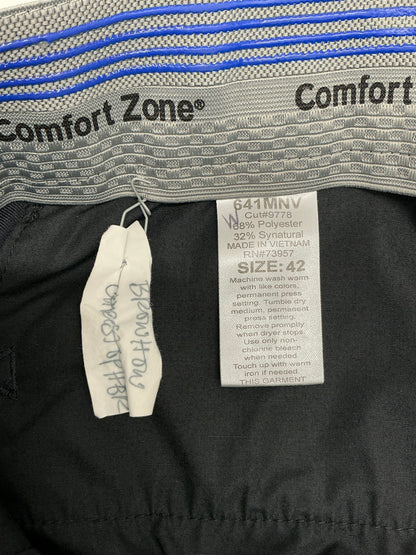 Comfort Zone®
Comfort
641MNV
W
Cut#9778
68% Polyester
32% Synatural
MADE IN VIETNAM
RN#73957
SIZE: 42
Machine wash warm
with like colors,
permanent press
setting. Tumble dry
medium, permanent
press setting.
Remove promptly
when dryer stops.
Use only non-
chlorine bleach
when needed.
Touch up with warm
iron if needed.
THIS GARMENT